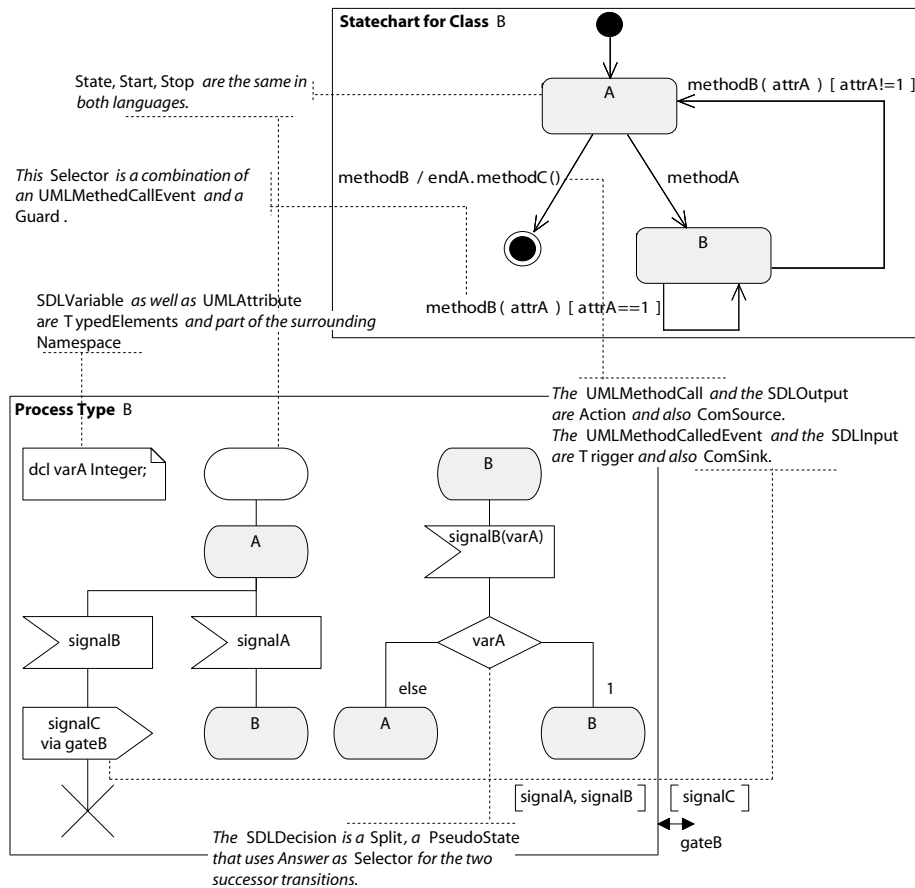 Statechart for Class B
State, Start, Stop are the same in
both languages.
A
methodB ( attrA ) [ attrA!=1 ]
This Selector is a combination of
an UMLMethedCallEvent and a
Guard .
methodB / endA.methodC()
methodA
B
SDLVariable as well as UMLAttribute
are TypedElements and part of the surrounding
Namespace
methodB ( attrA ) [ attrA==1 ]
The UMLMethodCall and the SDLOutput
are Action and also ComSource.
The UMLMethodCalledEvent and the SDLInput
are Trigger and also ComSink.
Process Type B
dcl varA Integer;
B
A
signalB(varA)
signalB
signalA
varA
else
1
signalC
via gateB
B
A
B
[signalA, signalB]
[signalC]
gateB
The SDLDecision is a Split, a PseudoState
that uses Answer as Selector for the two
successor transitions.